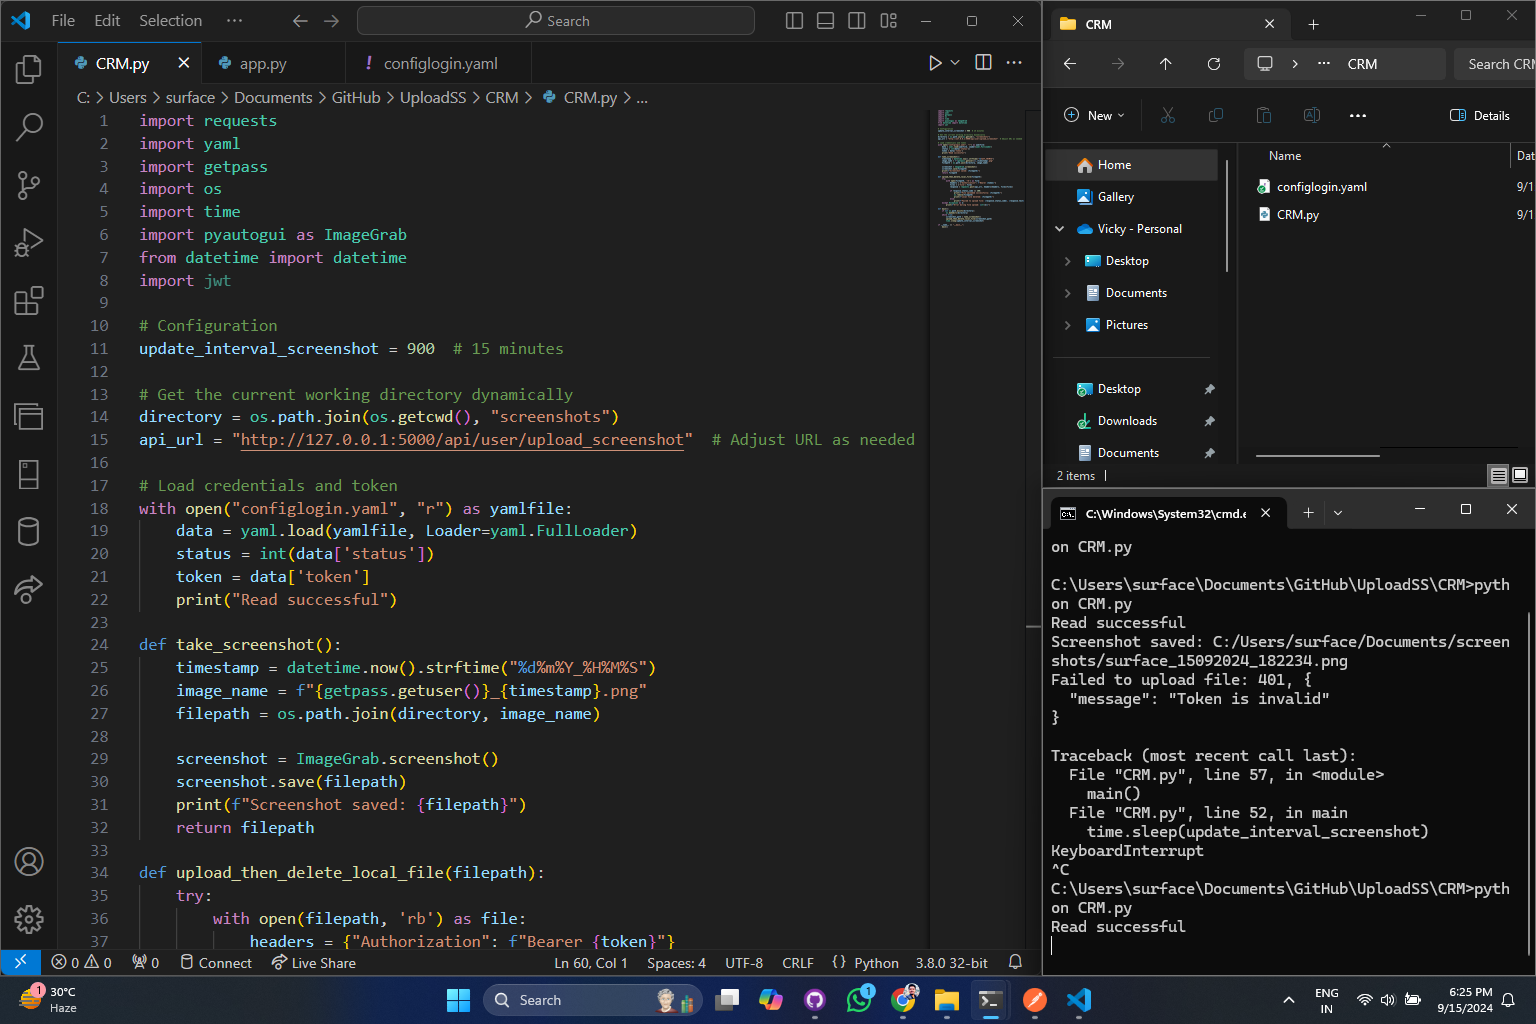 File Edit Selection ··· Search
CRM.py app.py ! configlogin.yaml
C: > Users > surface > Documents > GitHub > UploadSS > CRM > CRM.py > ...
1 import requests
2 import yaml
3 import getpass
4 import os
5 import time
6 import pyautogui as ImageGrab
7 from datetime import datetime
8 import jwt
9
10 # Configuration
11 update_interval_screenshot = 900  # 15 minutes
12
13 # Get the current working directory dynamically
14 directory = os.path.join(os.getcwd(), "screenshots")
15 api_url = "http://127.0.0.1:5000/api/user/upload_screenshot"  # Adjust URL as needed
16
17 # Load credentials and token
18 with open("configlogin.yaml", "r") as yamlfile:
19     data = yaml.load(yamlfile, Loader=yaml.FullLoader)
20     status = int(data['status'])
21     token = data['token']
22     print("Read successful")
23
24 def take_screenshot():
25     timestamp = datetime.now().strftime("%d%m%Y_%H%M%S")
26     image_name = f"{getpass.getuser()}_{timestamp}.png"
27     filepath = os.path.join(directory, image_name)
28
29     screenshot = ImageGrab.screenshot()
30     screenshot.save(filepath)
31     print(f"Screenshot saved: {filepath}")
32     return filepath
33
34 def upload_then_delete_local_file(filepath):
35     try:
36         with open(filepath, 'rb') as file:
37             headers = {"Authorization": f"Bearer {token}"}
0 0 0 Connect Live Share Ln 60, Col 1 Spaces: 4 UTF-8 CRLF {} Python 3.8.0 32-bit
CRM
> ··· CRM Search CRM
New ··· Details
Home
Gallery
Vicky - Personal
Desktop
Documents
Pictures
Desktop
Downloads
Documents
Name Dat
configlogin.yaml 9/1
CRM.py 9/1
2 items
C:\Windows\System32\cmd.e
on CRM.py

C:\Users\surface\Documents\GitHub\UploadSS\CRM>pyth
on CRM.py
Read successful
Screenshot saved: C:/Users/surface/Documents/screen
shots/surface_15092024_182234.png
Failed to upload file: 401, {
  "message": "Token is invalid"
}

Traceback (most recent call last):
  File "CRM.py", line 57, in <module>
    main()
  File "CRM.py", line 52, in main
    time.sleep(update_interval_screenshot)
KeyboardInterrupt
^C
C:\Users\surface\Documents\GitHub\UploadSS\CRM>pyth
on CRM.py
Read successful
1 30°C
Haze
Search
1
ENG
IN
6:25 PM
9/15/2024